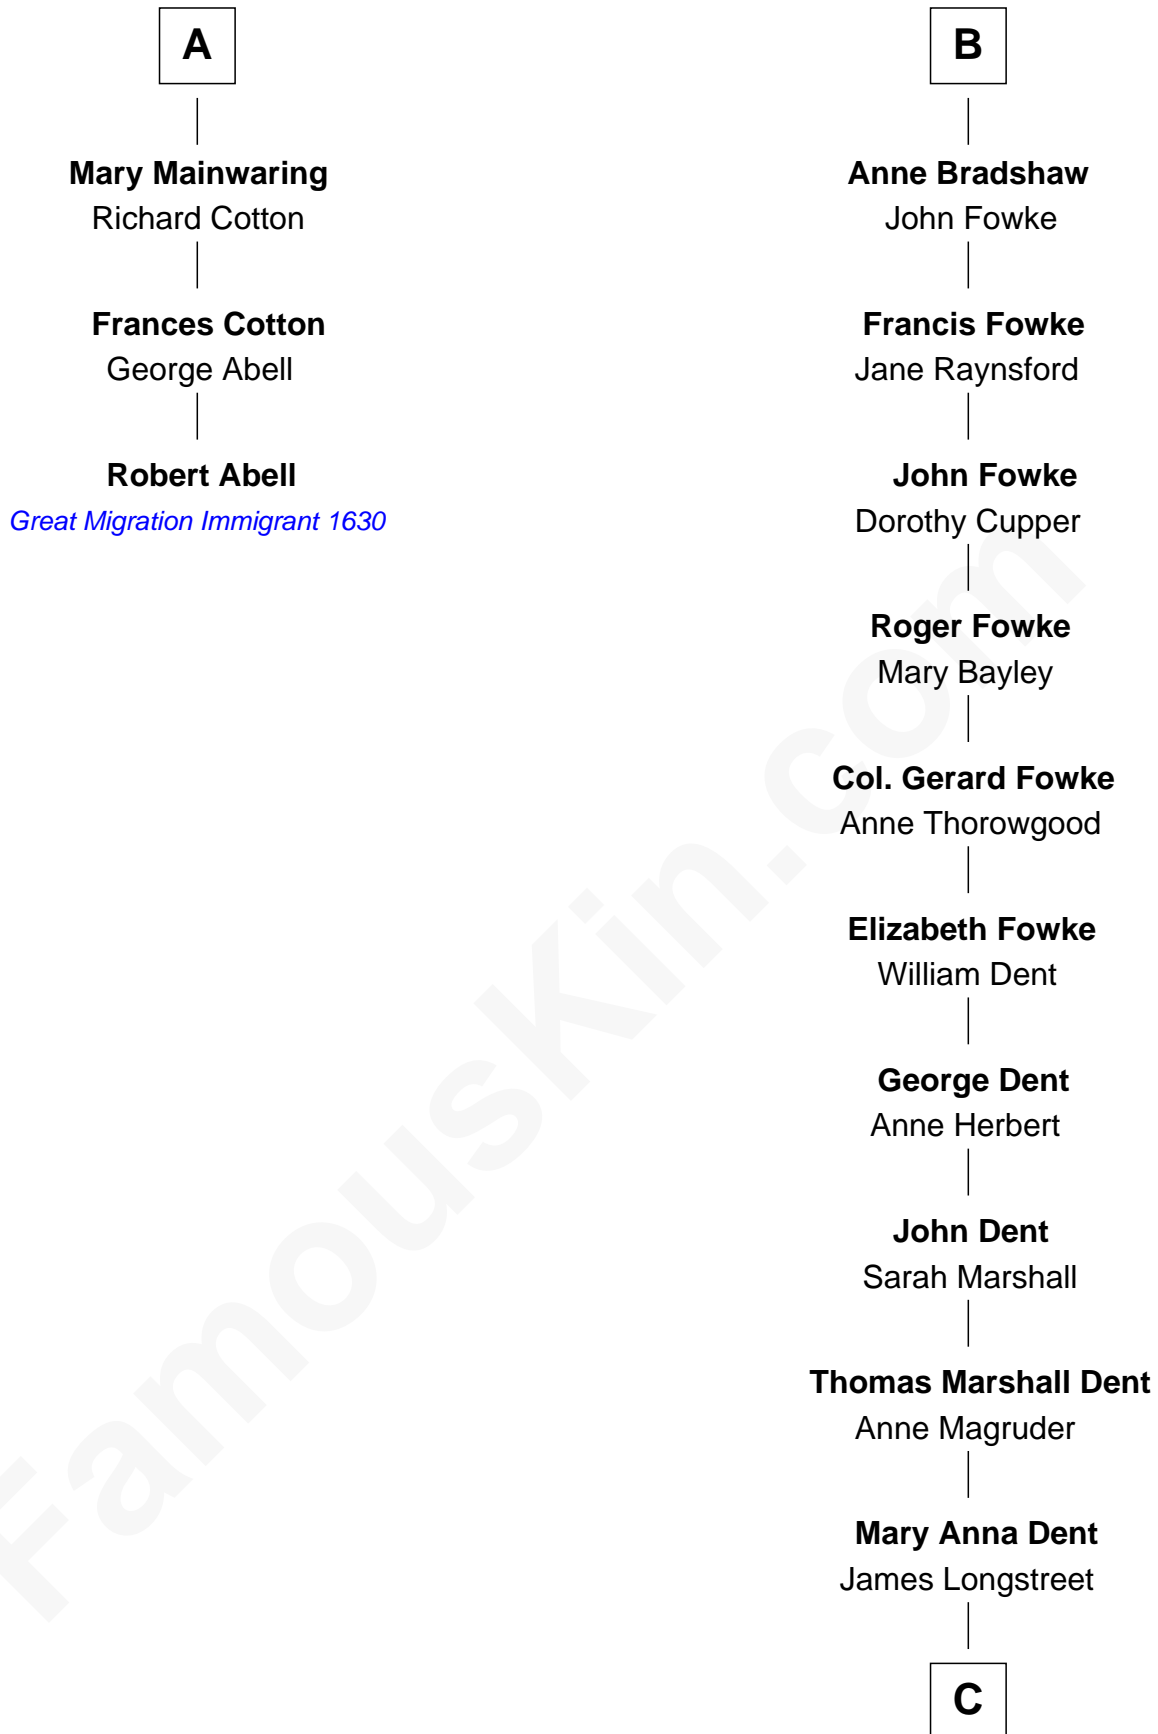 A
Mary Mainwaring
Richard Cotton
Frances Cotton
George Abell
Robert Abell
Great Migration Immigrant 1630
B
Anne Bradshaw
John Fowke
Francis Fowke
Jane Raynsford
John Fowke
Dorothy Cupper
Roger Fowke
Mary Bayley
Col. Gerard Fowke
Anne Thorowgood
Elizabeth Fowke
William Dent
George Dent
Anne Herbert
John Dent
Sarah Marshall
Thomas Marshall Dent
Anne Magruder
Mary Anna Dent
James Longstreet
C
FamousKin.com